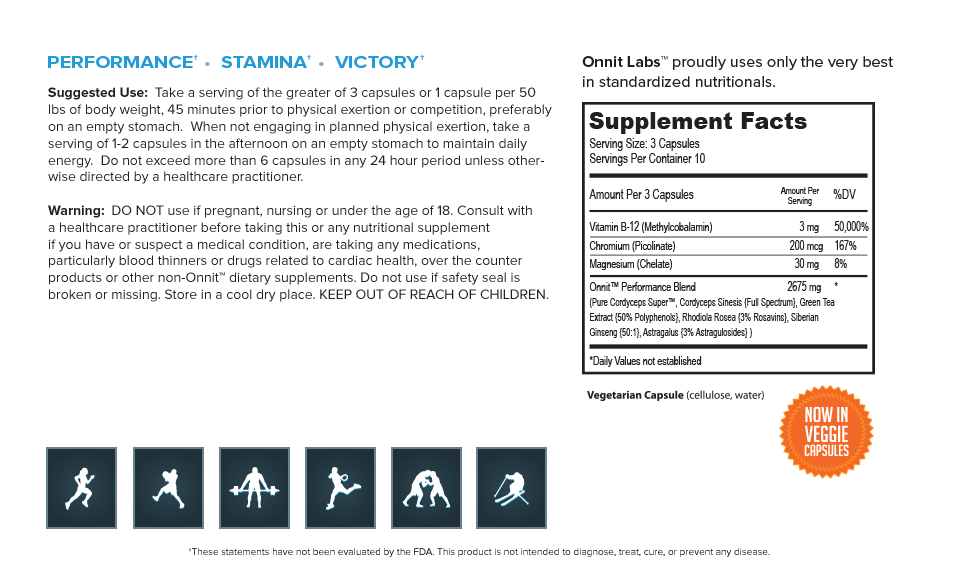 PERFORMANCE† • STAMINA† • VICTORY†
Suggested Use: Take a serving of the greater of 3 capsules or 1 capsule per 50
lbs of body weight, 45 minutes prior to physical exertion or competition, preferably
on an empty stomach. When not engaging in planned physical exertion, take a
serving of 1-2 capsules in the afternoon on an empty stomach to maintain daily
energy. Do not exceed more than 6 capsules in any 24 hour period unless other-
wise directed by a healthcare practitioner.
Warning: DO NOT use if pregnant, nursing or under the age of 18. Consult with
a healthcare practitioner before taking this or any nutritional supplement
if you have or suspect a medical condition, are taking any medications,
particularly blood thinners or drugs related to cardiac health, over the counter
products or other non-Onnit™ dietary supplements. Do not use if safety seal is
broken or missing. Store in a cool dry place. KEEP OUT OF REACH OF CHILDREN.
Onnit Labs™ proudly uses only the very best
in standardized nutritionals.
Supplement Facts
Serving Size: 3 Capsules
Servings Per Container 10
Amount Per 3 Capsules Amount Per Serving %DV
Vitamin B-12 (Methylcobalamin) 3 mg 50,000%
Chromium (Picolinate) 200 mcg 167%
Magnesium (Chelate) 30 mg 8%
Onnit™ Performance Blend 2675 mg *
(Pure Cordyceps Super™, Cordyceps Sinesis {Full Spectrum}, Green Tea
Extract {50% Polyphenols}, Rhodiola Rosea {3% Rosavins}, Siberian
Ginseng {50:1}, Astragalus {3% Astragulosides} )
*Daily Values not established
Vegetarian Capsule (cellulose, water)
NOW IN
VEGGIE
CAPSULES
†These statements have not been evaluated by the FDA. This product is not intended to diagnose, treat, cure, or prevent any disease.